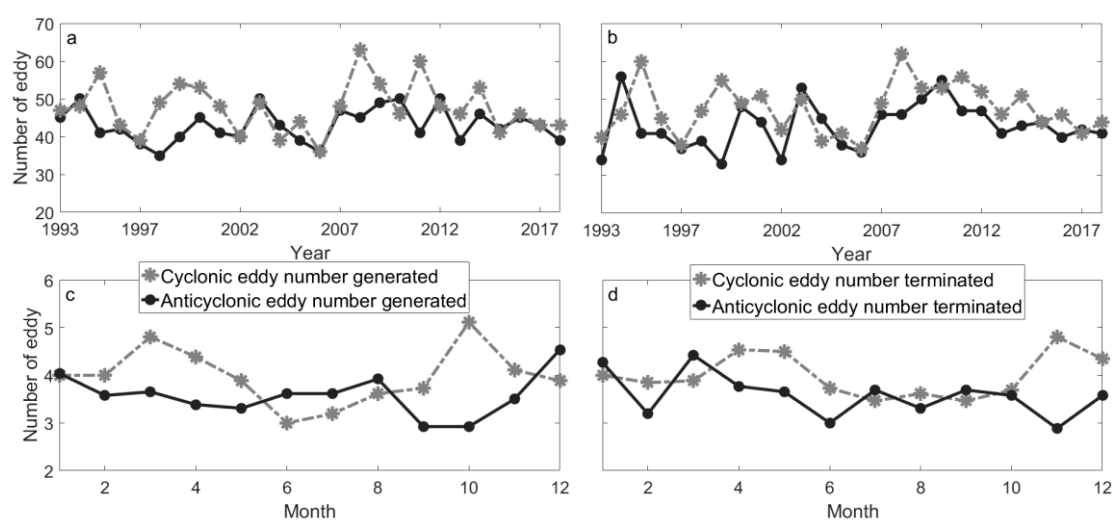 a
70
60
50
40
30
20
Number of eddy
1993 1997 2002 2007 2012 2017
Year
b
1993 1997 2002 2007 2012 2017
Year
Cyclonic eddy number generated
Anticyclonic eddy number generated
c
6
5
4
3
2
Number of eddy
2 4 6 8 10 12
Month
Cyclonic eddy number terminated
Anticyclonic eddy number terminated
d
2 4 6 8 10 12
Month